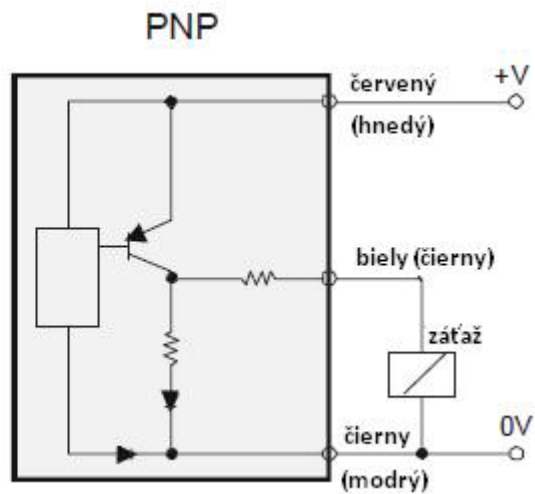 PNP
červený +V
(hnedý)
biely (čierny)
záťaž
čierny 0V
(modrý)